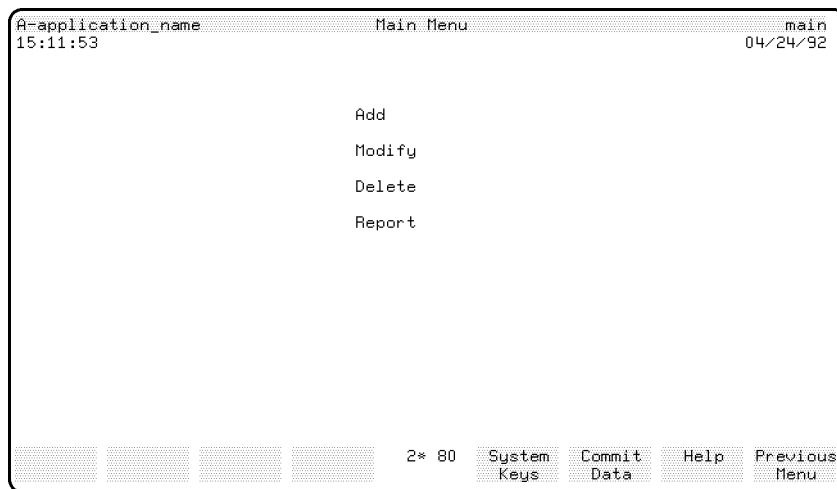 A-application_name Main Menu main
15:11:53 04/24/92
Add
Modify
Delete
Report
2* 80 System Commit Help Previous
Keys Data Menu